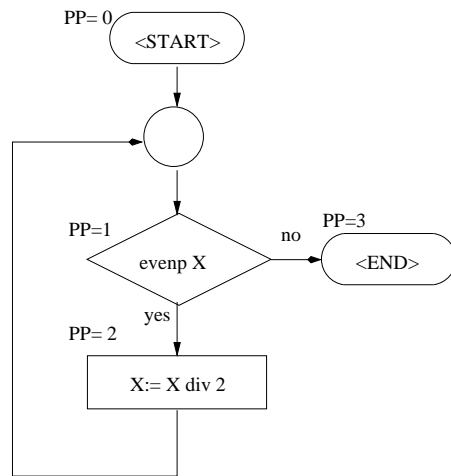 PP= 0
<START>
PP=1
evenp X
no
PP=3
<END>
yes
PP= 2
X:= X div 2